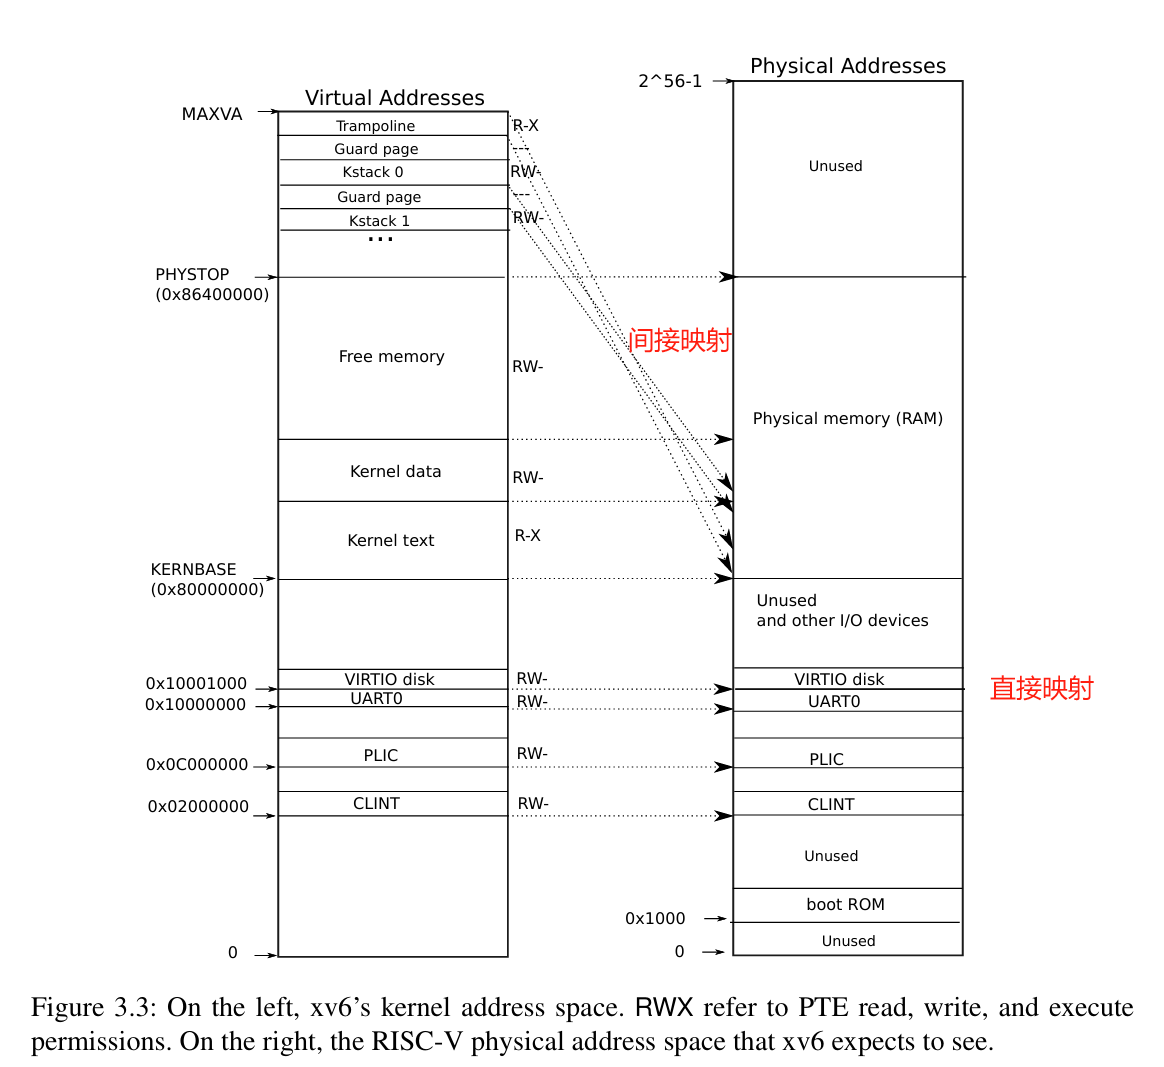 Physical Addresses
2^56-1
Virtual Addresses
MAXVA
Trampoline
R-X
Guard page
---
Unused
Kstack 0
RW-
Guard page
---
Kstack 1
RW-
...
PHYSTOP
(0x86400000)
间接映射
Free memory
RW-
Physical memory (RAM)
Kernel data
RW-
Kernel text
R-X
KERNBASE
(0x80000000)
Unused
and other I/O devices
0x10001000
VIRTIO disk
RW-
VIRTIO disk
直接映射
0x10000000
UART0
RW-
UART0
0x0C000000
PLIC
RW-
PLIC
0x02000000
CLINT
RW-
CLINT
Unused
boot ROM
0x1000
Unused
0
0
Figure 3.3: On the left, xv6’s kernel address space. RWX refer to PTE read, write, and execute
permissions. On the right, the RISC-V physical address space that xv6 expects to see.